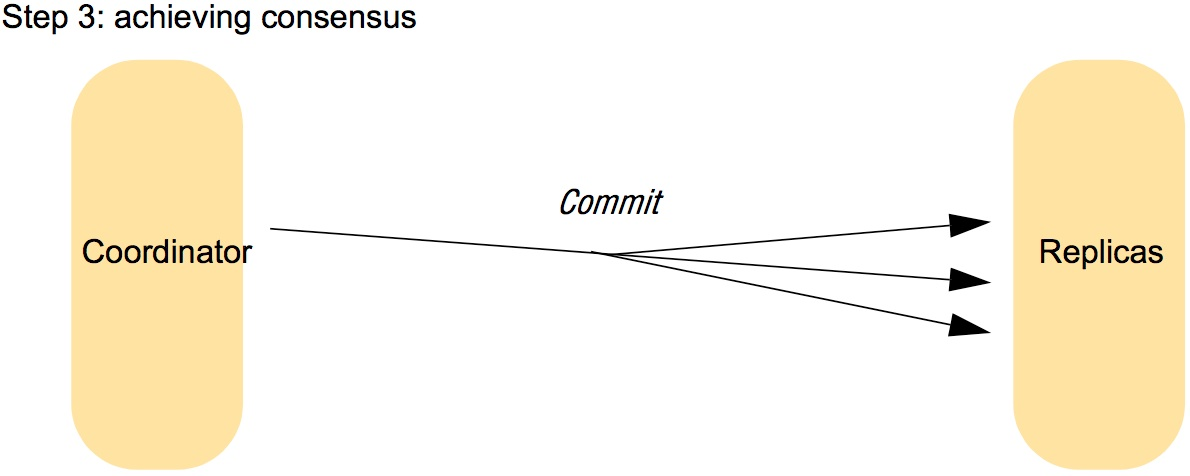 Step 3: achieving consensus
Commit
Coordinator
Replicas